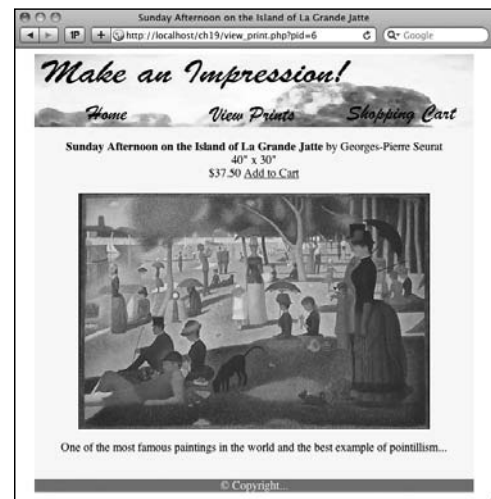 Sunday Afternoon on the Island of La Grande Jatte
1P + http://localhost/ch19/view_print.php?pid=6 Google
Make an Impression!
Home View Prints Shopping Cart
Sunday Afternoon on the Island of La Grande Jatte by Georges-Pierre Seurat
40" x 30"
$37.50 Add to Cart
One of the most famous paintings in the world and the best example of pointillism...
© Copyright...